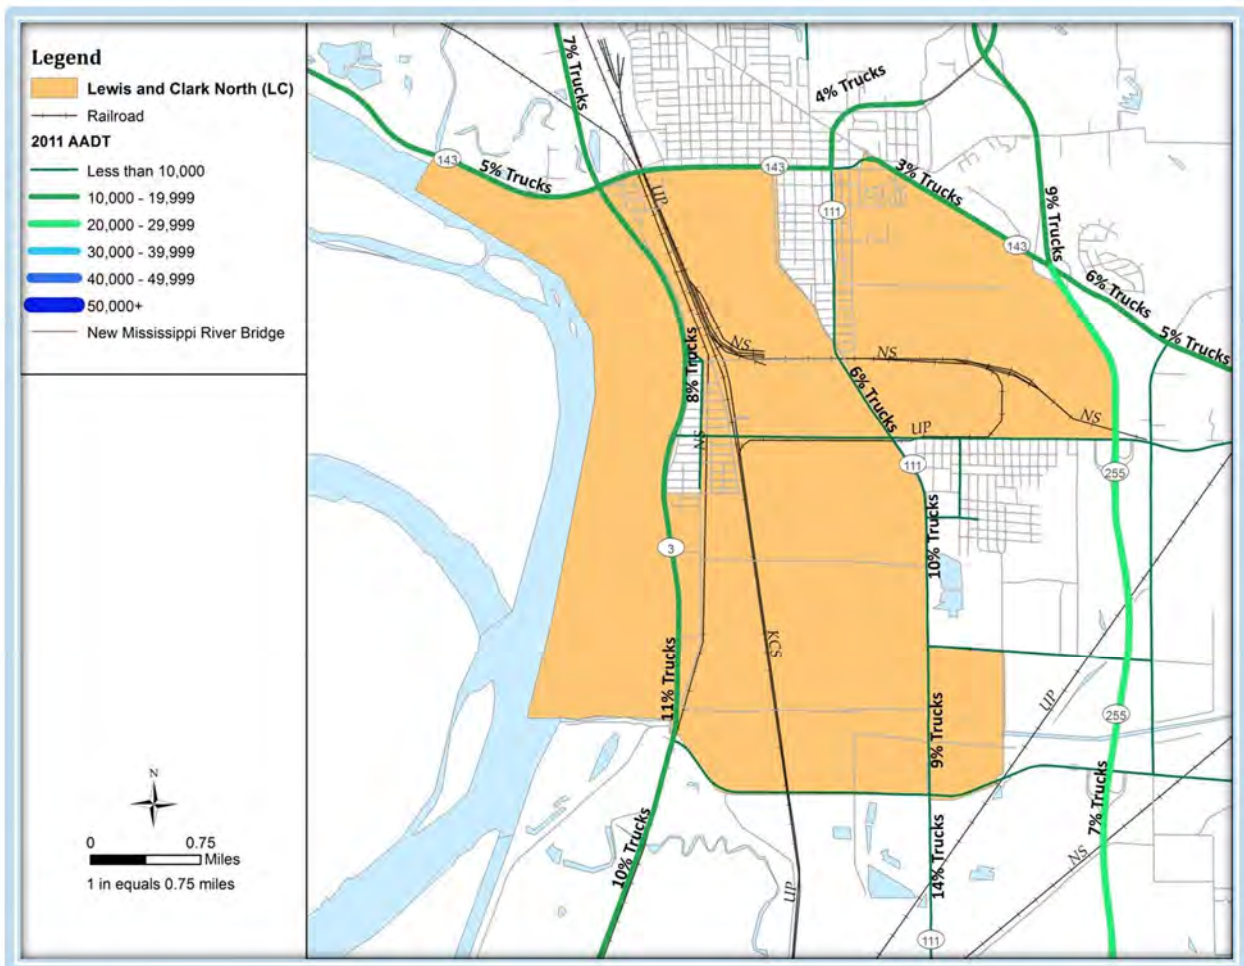 Legend
Lewis and Clark North (LC)
Railroad
2011 AADT
Less than 10,000
10,000 - 19,999
20,000 - 29,999
30,000 - 39,999
40,000 - 49,999
50,000+
New Mississippi River Bridge
N
0 0.75
Miles
1 in equals 0.75 miles
7% Trucks
4% Trucks
143
5% Trucks
143
3% Trucks
UP
111
9% Trucks
143
6% Trucks
5% Trucks
NS
NS
8% Trucks
6% Trucks
NS
UP
NS
111
255
10% Trucks
3
KCS
11% Trucks
UP
255
9% Trucks
7% Trucks
10% Trucks
14% Trucks
NS
UP
111